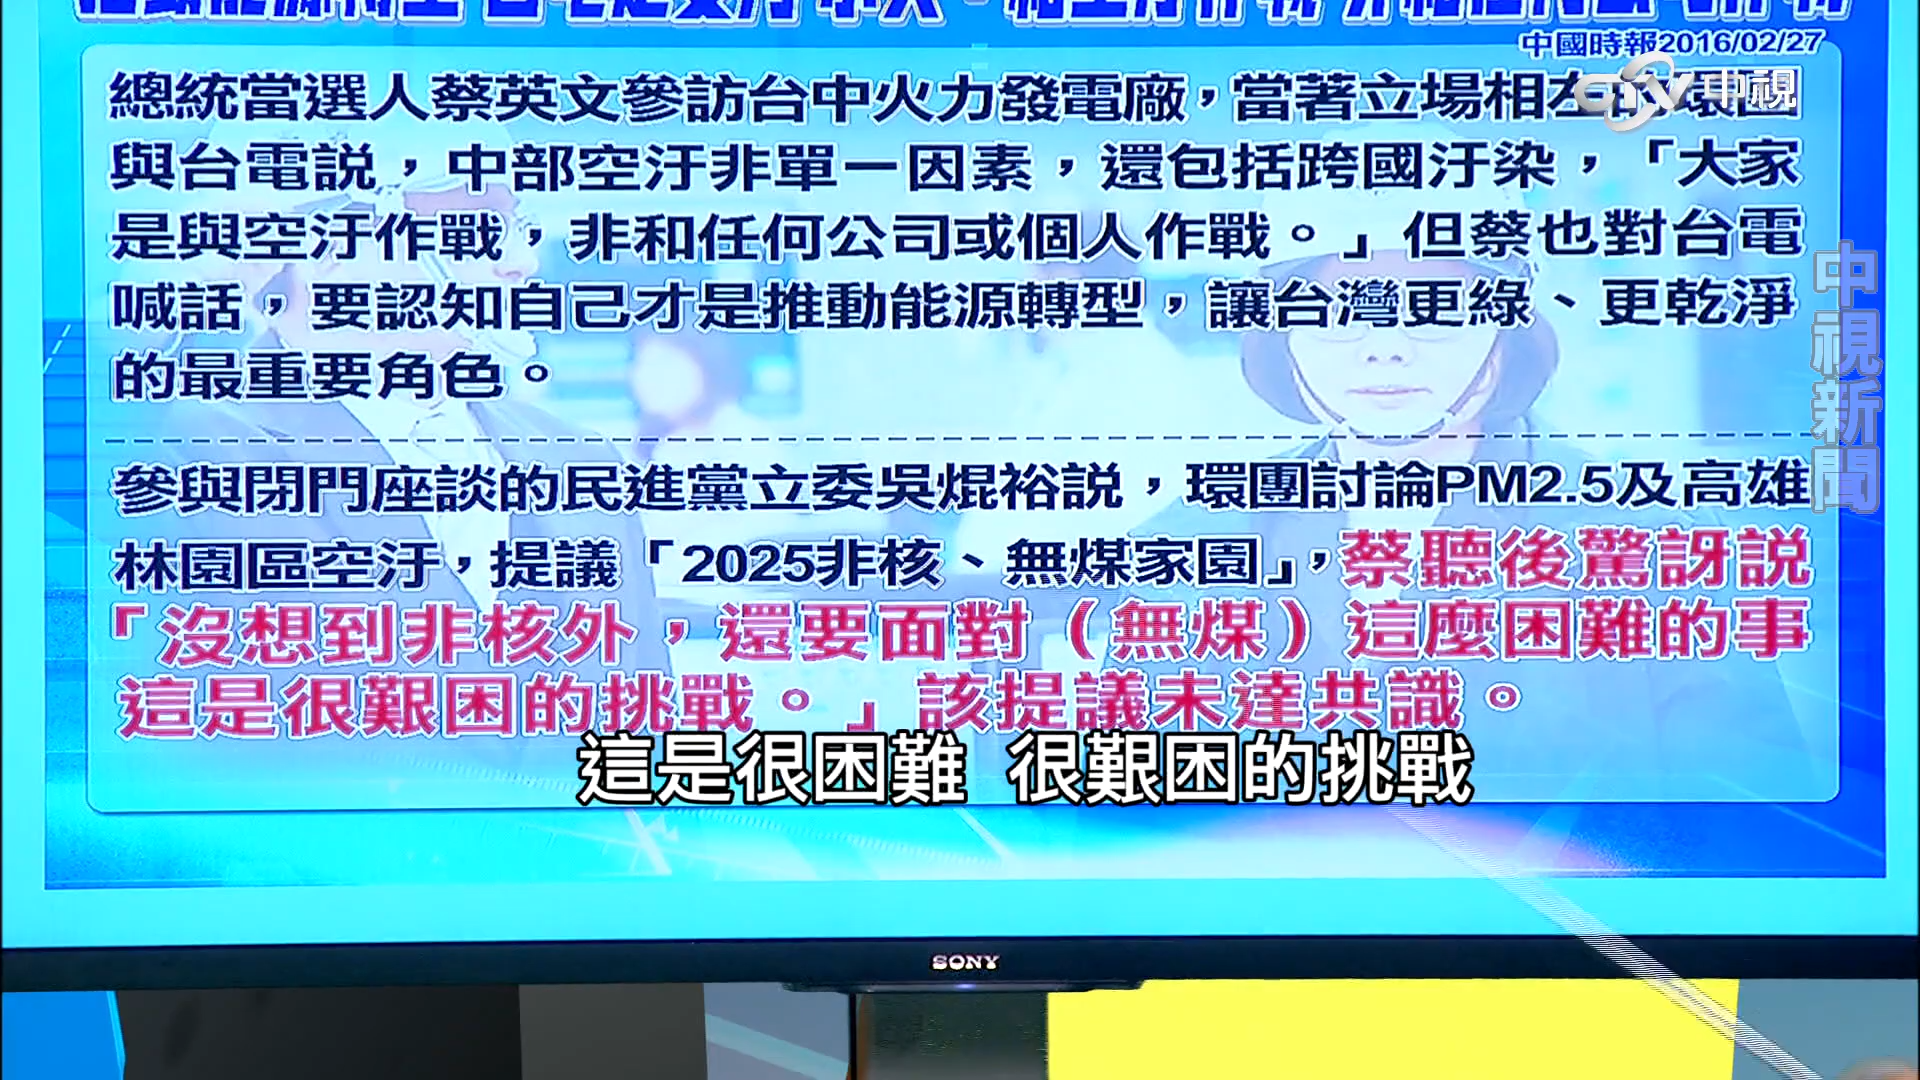 中國時報2016/02/27
總統當選人蔡英文參訪台中火力發電廠，當著立場相左的環團
中視
與台電説，中部空汙非單一因素，還包括跨國汙染，「大家
是與空汙作戰，非和任何公司或個人作戰。」但蔡也對台電
喊話，要認知自己才是推動能源轉型，讓台灣更綠、更乾淨
的最重要角色。
中視新聞
參與閉門座談的民進黨立委吳焜裕説，環團討論PM2.5及高雄
林園區空汙，提議「2025非核、無煤家園」，蔡聽後驚訝説
「沒想到非核外，還要面對（無煤）這麼困難的事
這是很艱困的挑戰。」該提議未達共識。
這是很困難 很艱困的挑戰
SONY